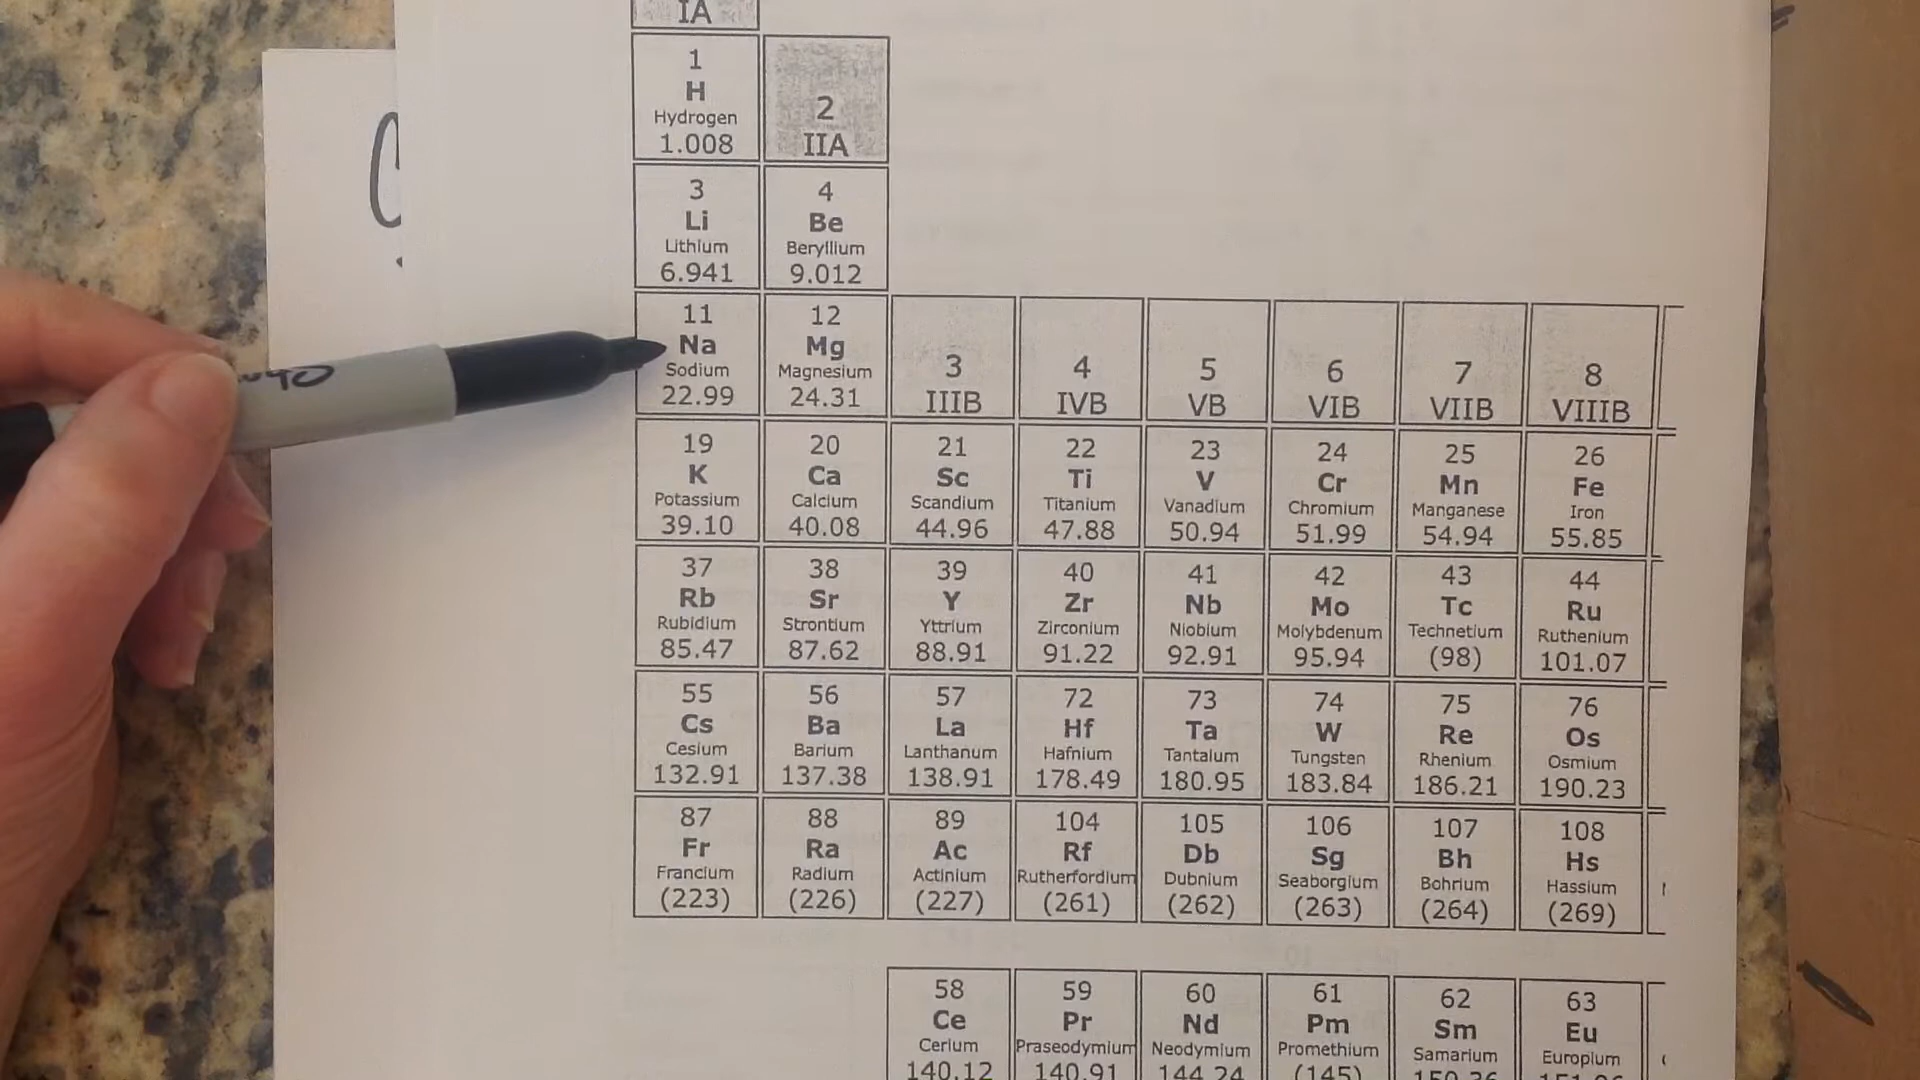 IA
1
H
Hydrogen
1.008
2
IIA
3
Li
Lithium
6.941
4
Be
Beryllium
9.012
11
Na
Sodium
22.99
12
Mg
Magnesium
24.31
3
IIIB
4
IVB
5
VB
6
VIB
7
VIIB
8
VIIIB
19
K
Potassium
39.10
20
Ca
Calcium
40.08
21
Sc
Scandium
44.96
22
Ti
Titanium
47.88
23
V
Vanadium
50.94
24
Cr
Chromium
51.99
25
Mn
Manganese
54.94
26
Fe
Iron
55.85
37
Rb
Rubidium
85.47
38
Sr
Strontium
87.62
39
Y
Yttrium
88.91
40
Zr
Zirconium
91.22
41
Nb
Niobium
92.91
42
Mo
Molybdenum
95.94
43
Tc
Technetium
(98)
44
Ru
Ruthenium
101.07
55
Cs
Cesium
132.91
56
Ba
Barium
137.38
57
La
Lanthanum
138.91
72
Hf
Hafnium
178.49
73
Ta
Tantalum
180.95
74
W
Tungsten
183.84
75
Re
Rhenium
186.21
76
Os
Osmium
190.23
87
Fr
Francium
(223)
88
Ra
Radium
(226)
89
Ac
Actinium
(227)
104
Rf
Rutherfordium
(261)
105
Db
Dubnium
(262)
106
Sg
Seaborgium
(263)
107
Bh
Bohrium
(264)
108
Hs
Hassium
(269)
58
Ce
Cerium
140.12
59
Pr
Praseodymium
140.91
60
Nd
Neodymium
144.24
61
Pm
Promethium
(145)
62
Sm
Samarium
63
Eu
Europium